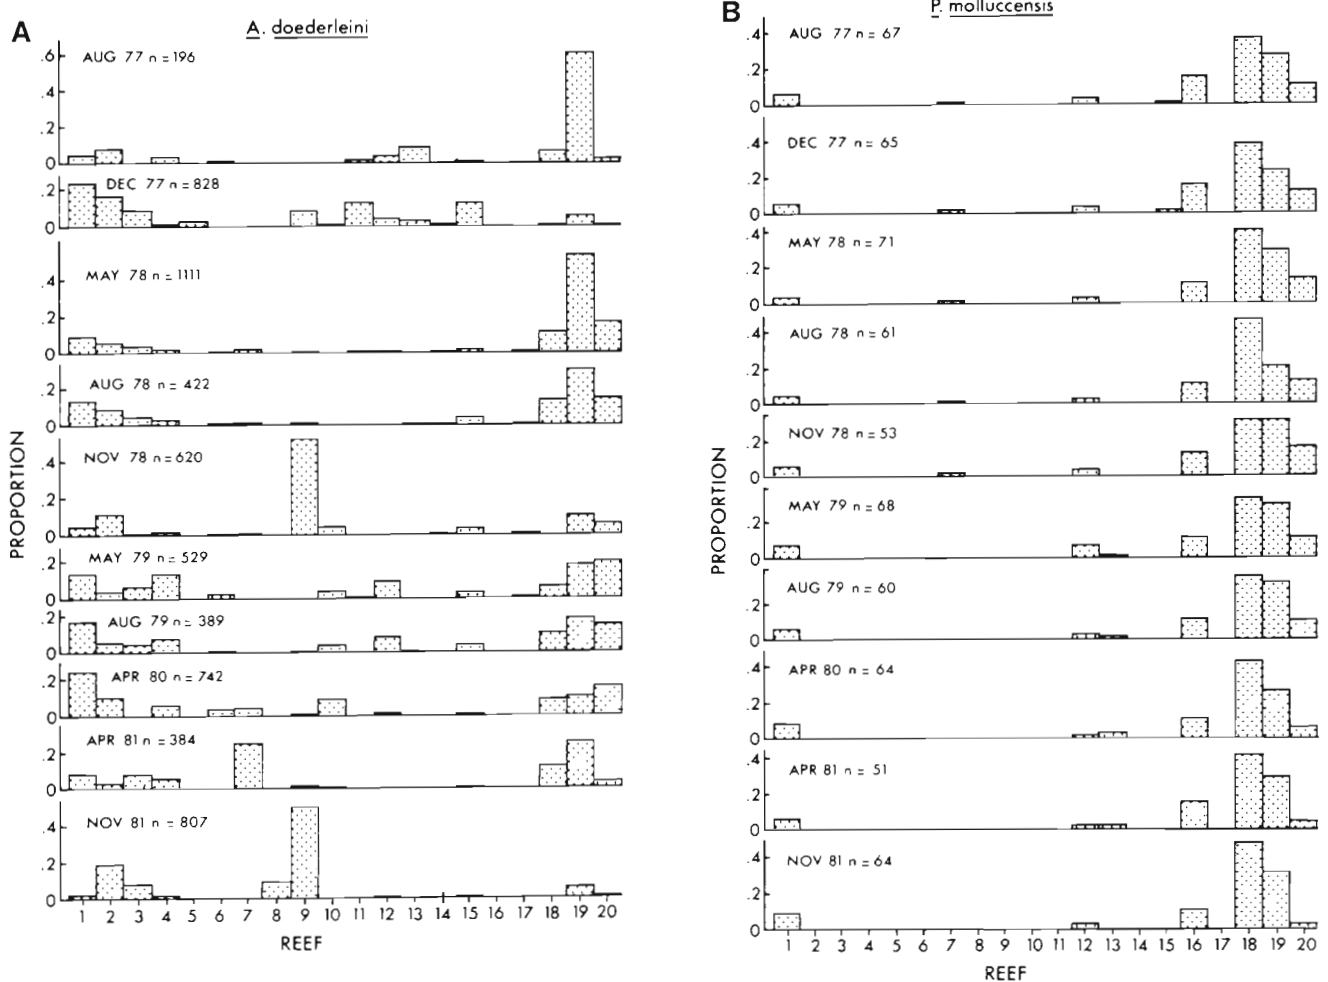 A
A. doederleini
PROPORTION
AUG 77 n = 196
.6
.4
.2
0
DEC 77 n = 828
.2
0
MAY 78 n = 1111
.4
.2
0
AUG 78 n = 422
.2
0
NOV 78 n = 620
.4
.2
0
MAY 79 n = 529
.2
0
AUG 79 n = 389
.2
0
APR 80 n = 742
.2
0
APR 81 n = 384
.2
0
NOV 81 n = 807
.4
.2
0
1 2 3 4 5 6 7 8 9 10 11 12 13 14 15 16 17 18 19 20
REEF
B
P. molluccensis
PROPORTION
AUG 77 n = 67
.4
.2
0
DEC 77 n = 65
.4
.2
0
MAY 78 n = 71
.4
.2
0
AUG 78 n = 61
.4
.2
0
NOV 78 n = 53
.2
0
MAY 79 n = 68
.2
0
AUG 79 n = 60
.2
0
APR 80 n = 64
.4
.2
0
APR 81 n = 51
.4
.2
0
NOV 81 n = 64
.4
.2
0
1 2 3 4 5 6 7 8 9 10 11 12 13 14 15 16 17 18 19 20
REEF